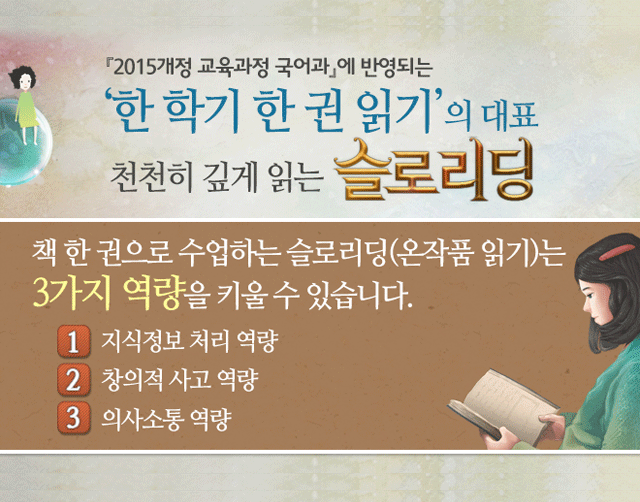 『2015개정 교육과정 국어과』에 반영되는
‘한 학기 한 권 읽기’의 대표
천천히 깊게 읽는 슬로리딩
책 한 권으로 수업하는 슬로리딩(온작품 읽기)는
3가지 역량을 키울 수 있습니다.
1 지식정보 처리 역량
2 창의적 사고 역량
3 의사소통 역량